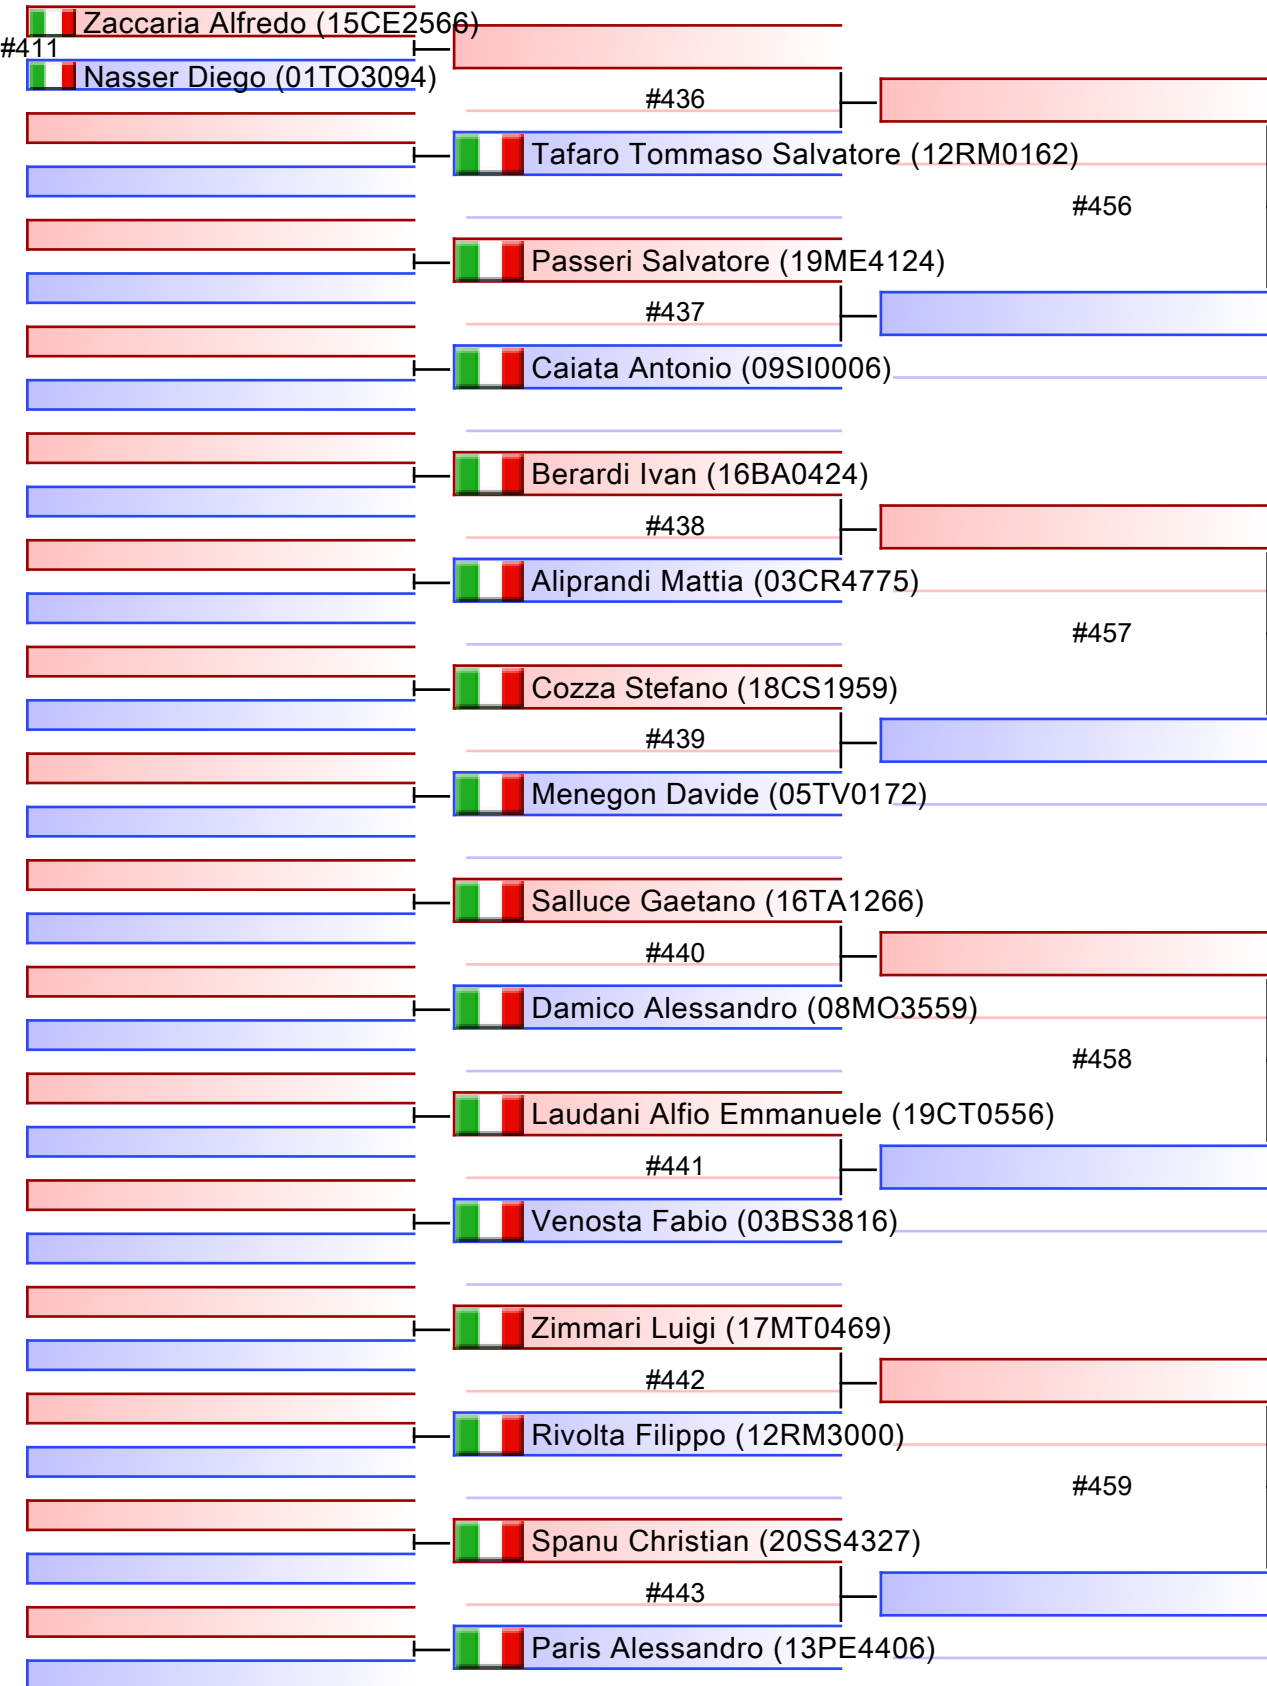 Zaccaria Alfredo (15CE2566)
#411
Nasser Diego (01TO3094)
#436
Tafaro Tommaso Salvatore (12RM0162)
#456
Passeri Salvatore (19ME4124)
#437
Caiata Antonio (09SI0006)
Berardi Ivan (16BA0424)
#438
Aliprandi Mattia (03CR4775)
#457
Cozza Stefano (18CS1959)
#439
Menegon Davide (05TV0172)
Salluce Gaetano (16TA1266)
#440
Damico Alessandro (08MO3559)
#458
Laudani Alfio Emmanuele (19CT0556)
#441
Venosta Fabio (03BS3816)
Zimmari Luigi (17MT0469)
#442
Rivolta Filippo (12RM3000)
#459
Spanu Christian (20SS4327)
#443
Paris Alessandro (13PE4406)